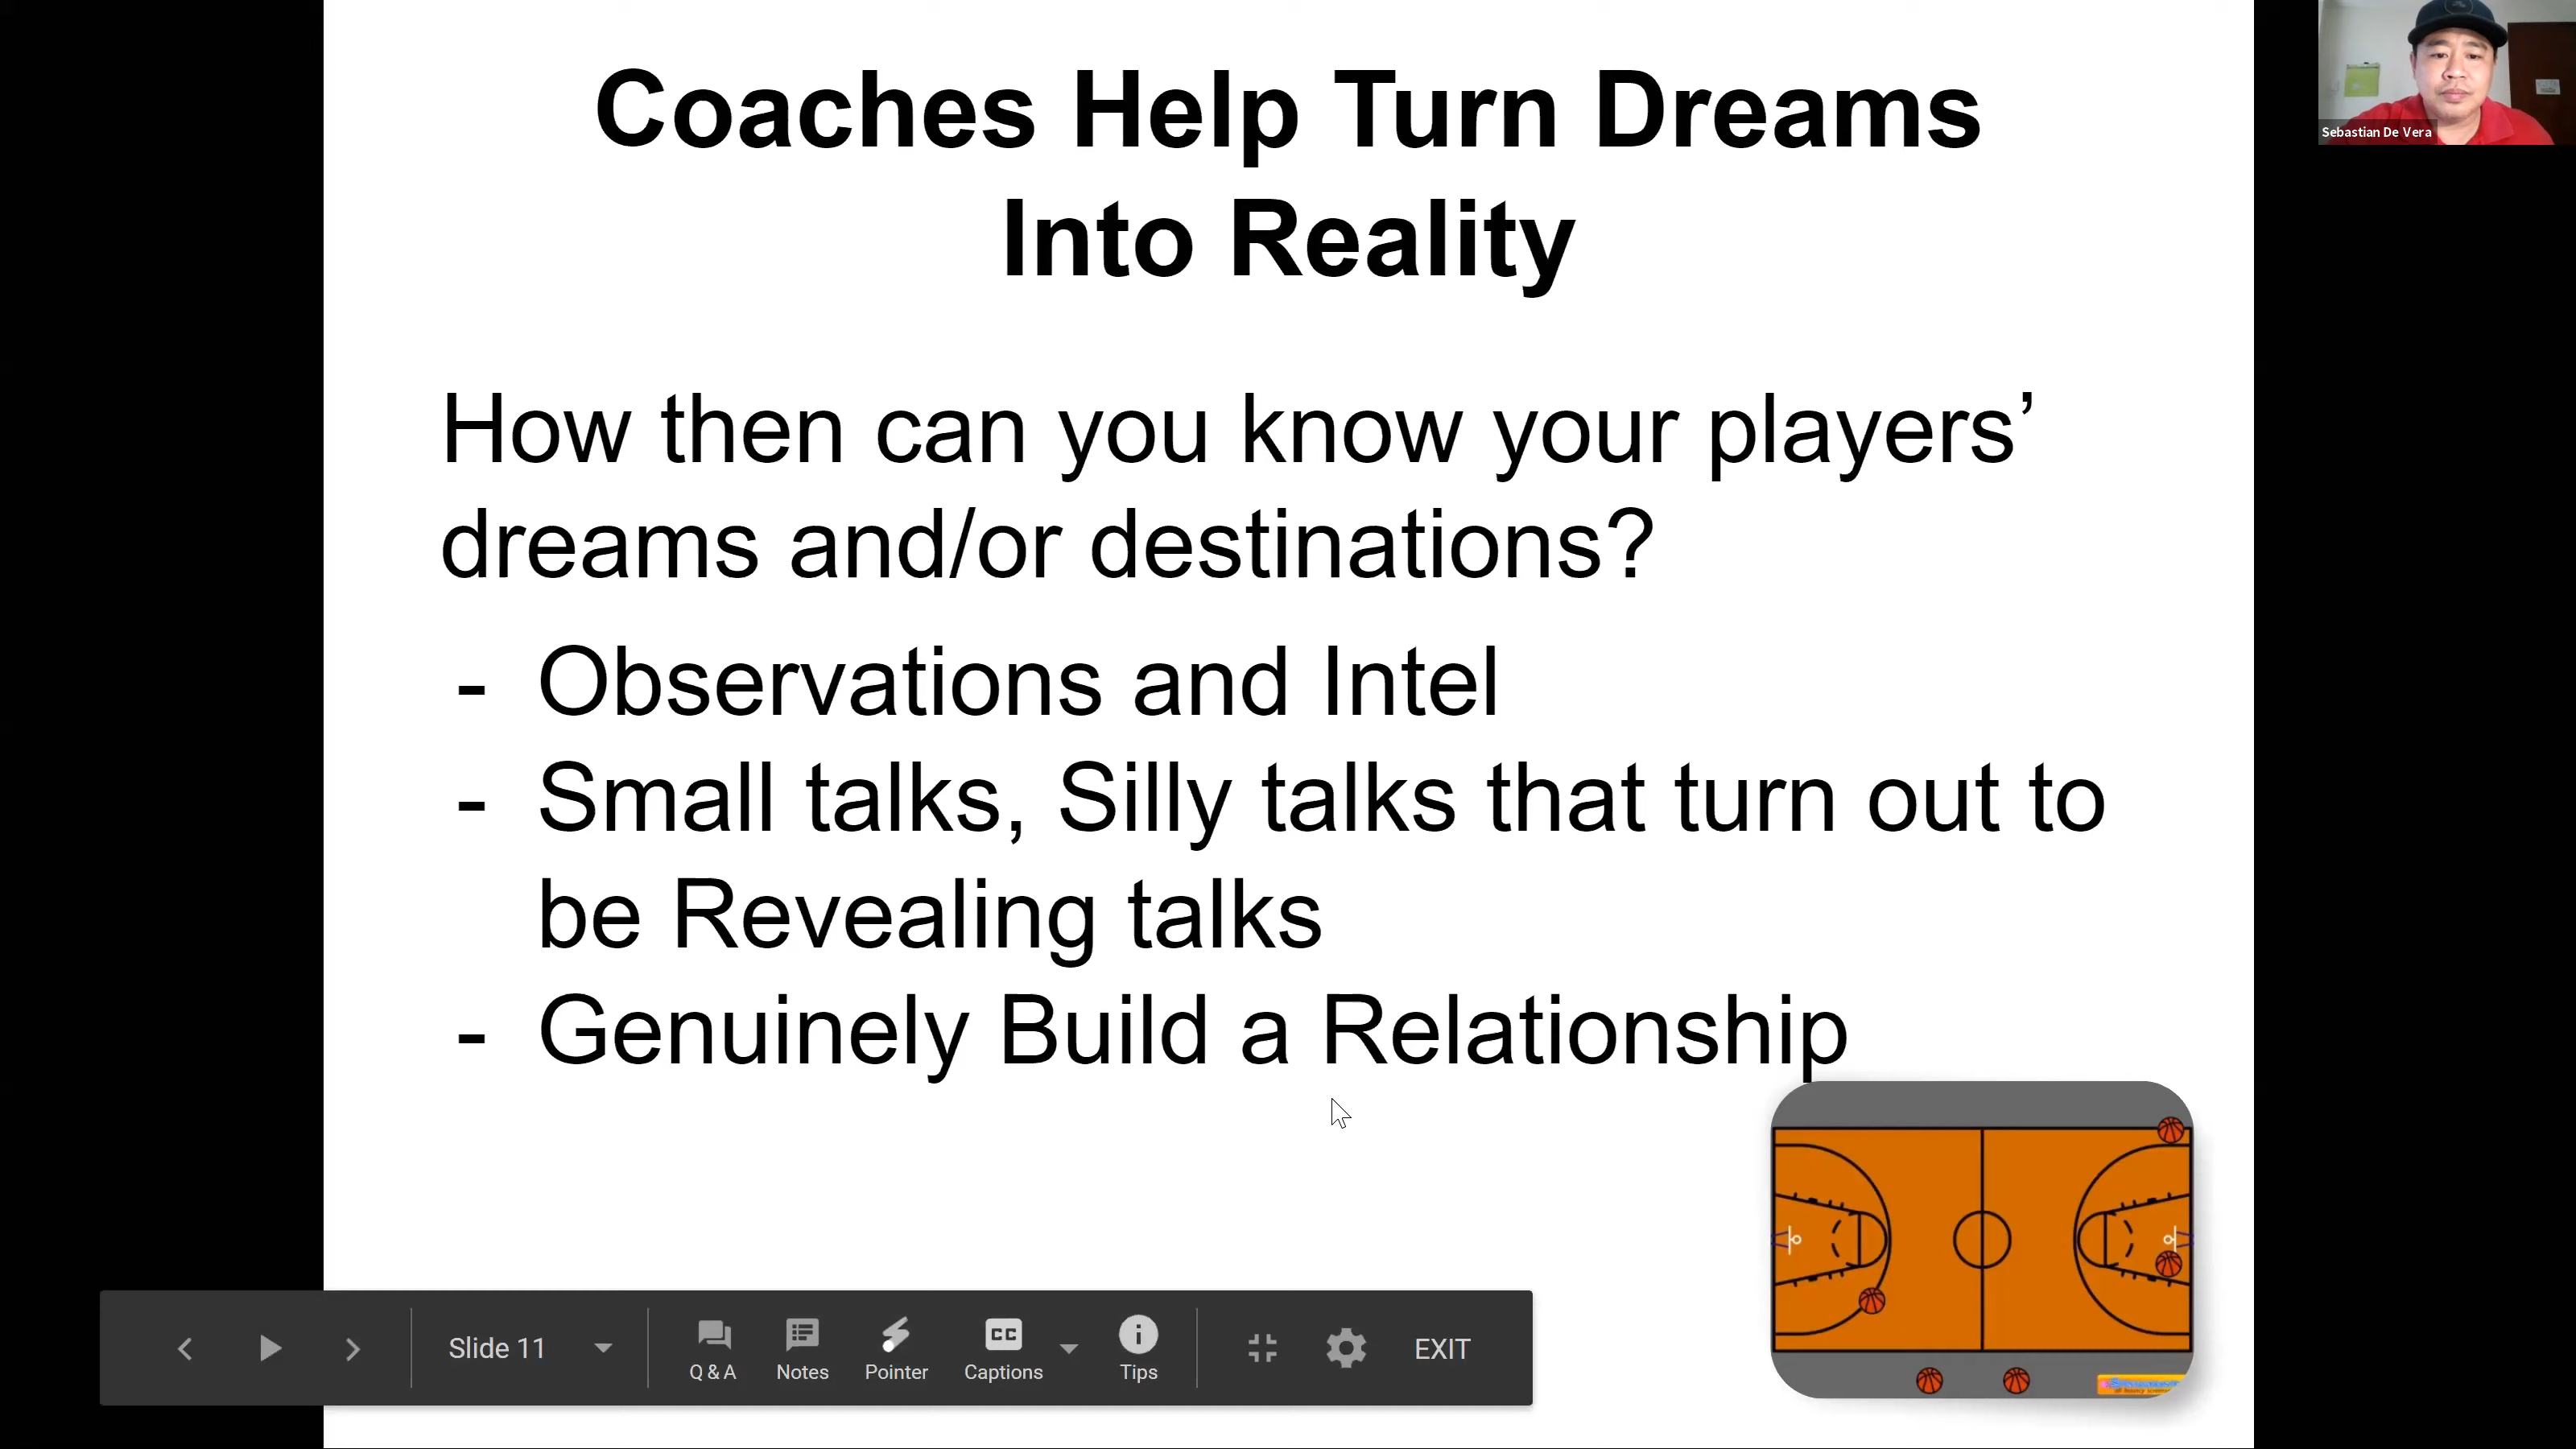 Coaches Help Turn Dreams
Into Reality
Sebastian De Vera
How then can you know your players’
dreams and/or destinations?
- Observations and Intel
- Small talks, Silly talks that turn out to
be Revealing talks
- Genuinely Build a Relationship
Slide 11
Q & A
Notes
CC
Pointer
Captions
Tips
EXIT